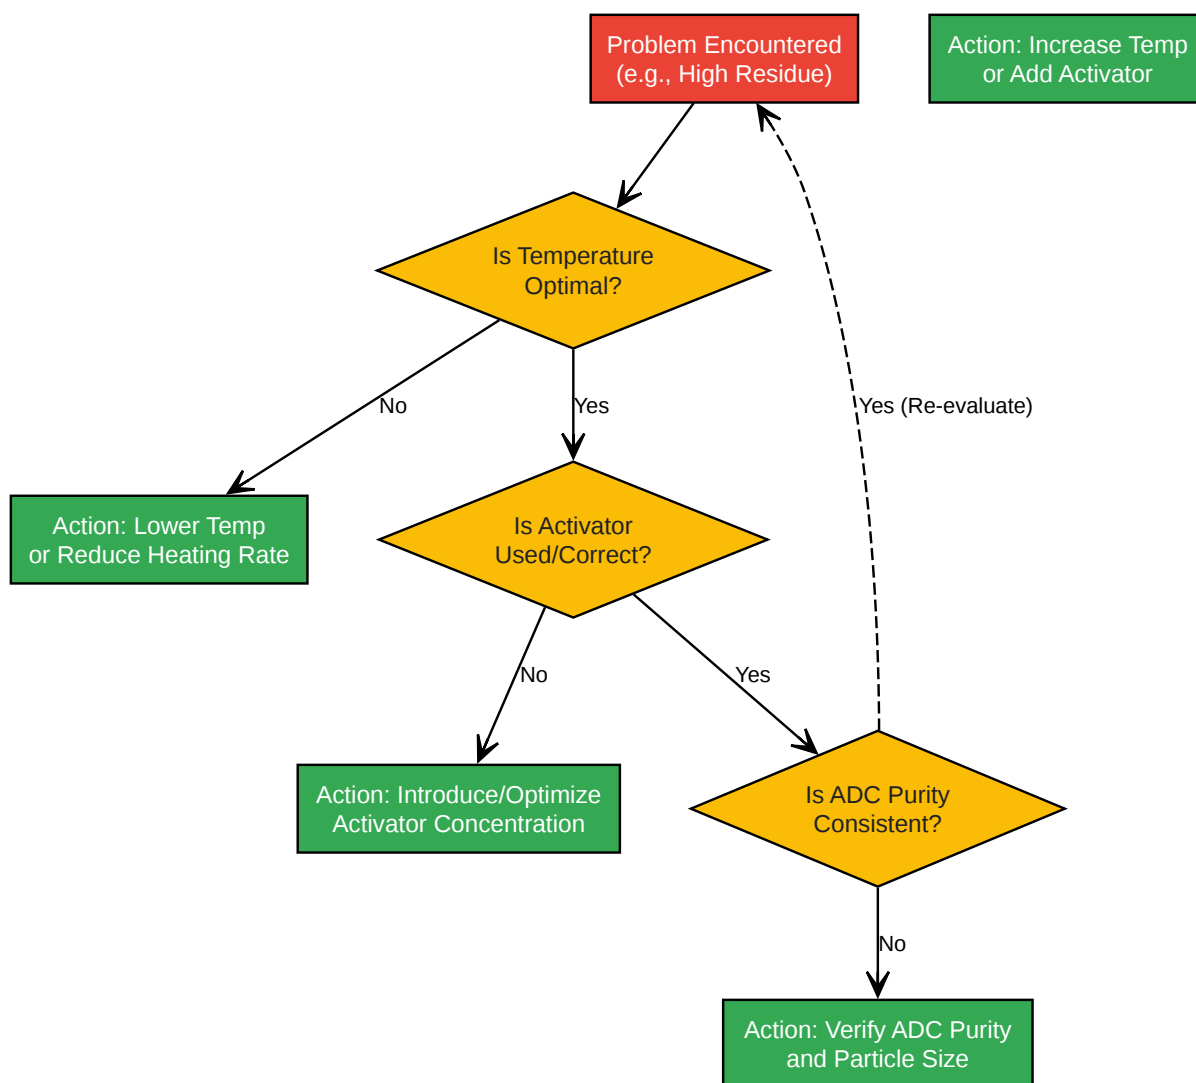 Problem Encountered
(e.g., High Residue)
Action: Increase Temp
or Add Activator
Is Temperature
Optimal?
No
Yes
Yes (Re-evaluate)
Action: Lower Temp
or Reduce Heating Rate
Is Activator
Used/Correct?
No
Yes
Action: Introduce/Optimize
Activator Concentration
Is ADC Purity
Consistent?
No
Action: Verify ADC Purity
and Particle Size